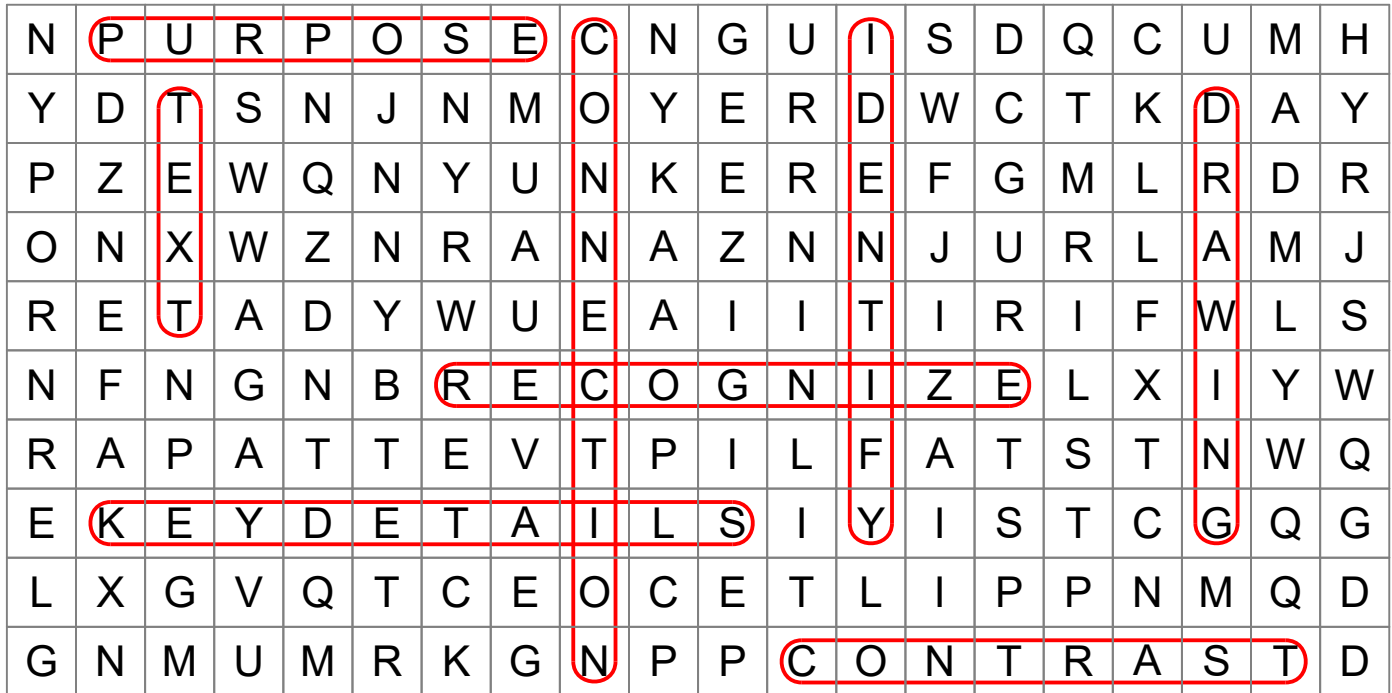 N P U R P O S E C N G U I S D Q C U M H
Y D T S N J N M O Y E R D W C T K D A Y
P Z E W Q N Y U N K E R E F G M L R D R
O N X W Z N R A N A Z N N J U R L A M J
R E T A D Y W U E A I I T I R I F W L S
N F N G N B R E C O G N I Z E L X I Y W
R A P A T T E V T P I L F A T S T N W Q
E K E Y D E T A I L S I Y I S T C G Q G
L X G V Q T C E O C E T L I P P N M Q D
G N M U M R K G N P P C O N T R A S T D